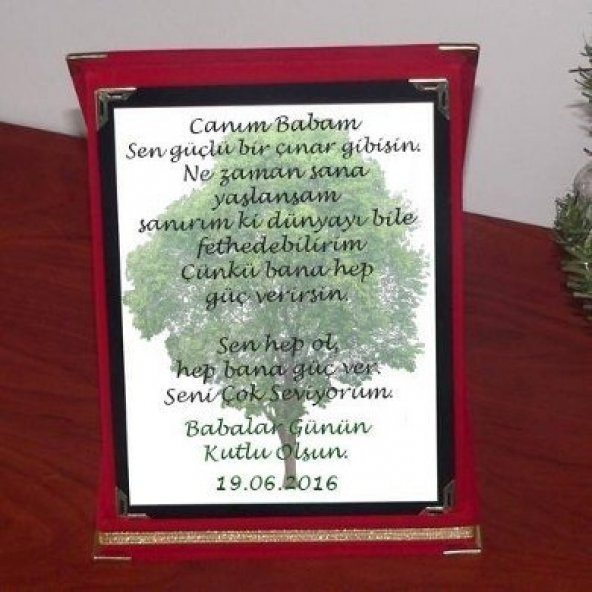 Canım Babam
Sen güçlü bir çınar gibisin.
Ne zaman sana
yaslansam
sanırım ki dünyayı bile
fethedebilirim
Çünkü bana hep
güç verirsin.
Sen hep ol,
hep bana güç ver.
Seni Çok Seviyorum.
Babalar Günün
Kutlu Olsun.
19.06.2016